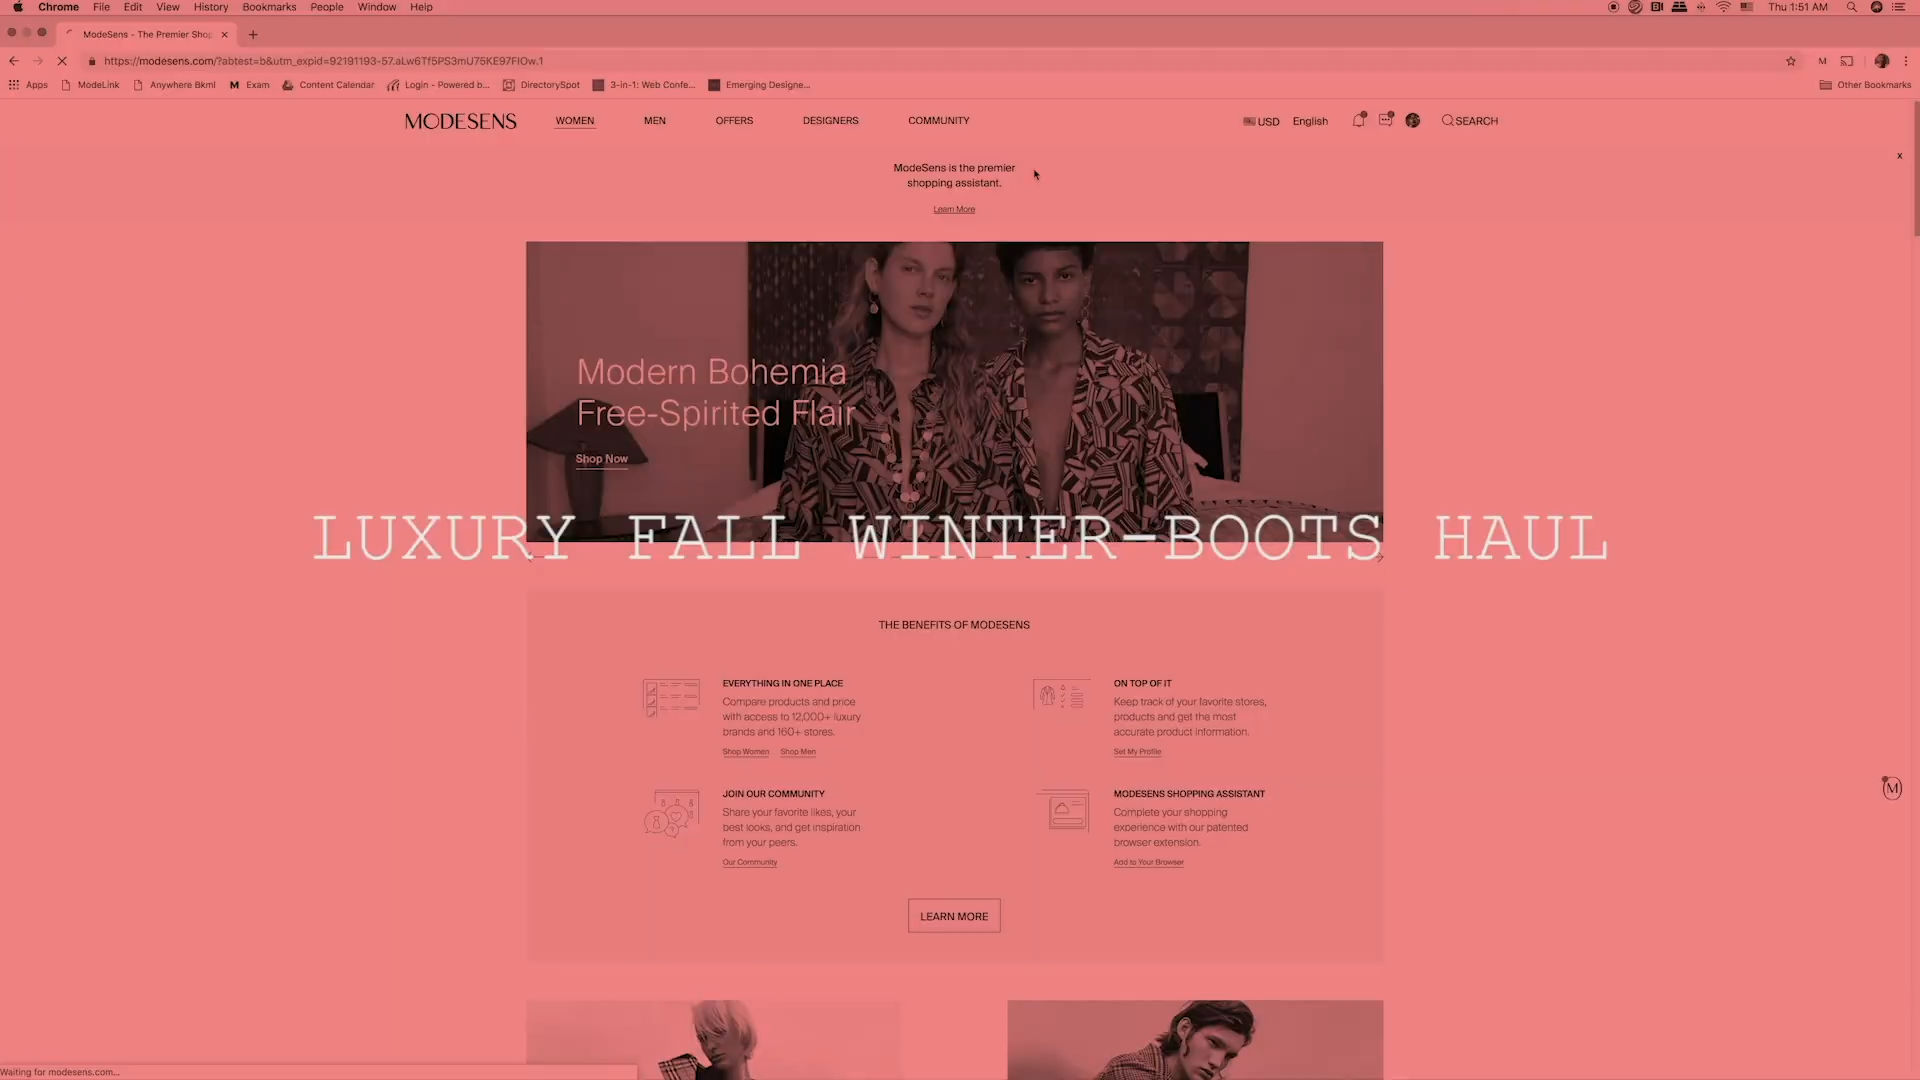 Chrome File Edit View History Bookmarks People Window Help Thu 1:51 AM
ModeSens - The Premier Shop
https://modesens.com/?abtest=b&utm_expid=92191193-57.aLw6Tf5PS3mU75KE97FIOw.1
Apps ModeLink Anywhere Bkml M Exam Content Calendar Login - Powered b... DirectorySpot 3-in-1: Web Confe... Emerging Designe... Other Bookmarks
MODESENS WOMEN MEN OFFERS DESIGNERS COMMUNITY USD English SEARCH
x
ModeSens is the premier
shopping assistant.
Learn More
Modern Bohemia
Free-Spirited Flair
Shop Now
LUXURY FALL WINTER-BOOTS HAUL
THE BENEFITS OF MODESENS
EVERYTHING IN ONE PLACE
Compare products and price
with access to 12,000+ luxury
brands and 160+ stores.
Shop Women Shop Men
ON TOP OF IT
Keep track of your favorite stores,
products and get the most
accurate product information.
Set My Profile
JOIN OUR COMMUNITY
Share your favorite likes, your
best looks, and get inspiration
from your peers.
Our Community
MODESENS SHOPPING ASSISTANT
Complete your shopping
experience with our patented
browser extension.
Add to Your Browser
M
LEARN MORE
Waiting for modesens.com...